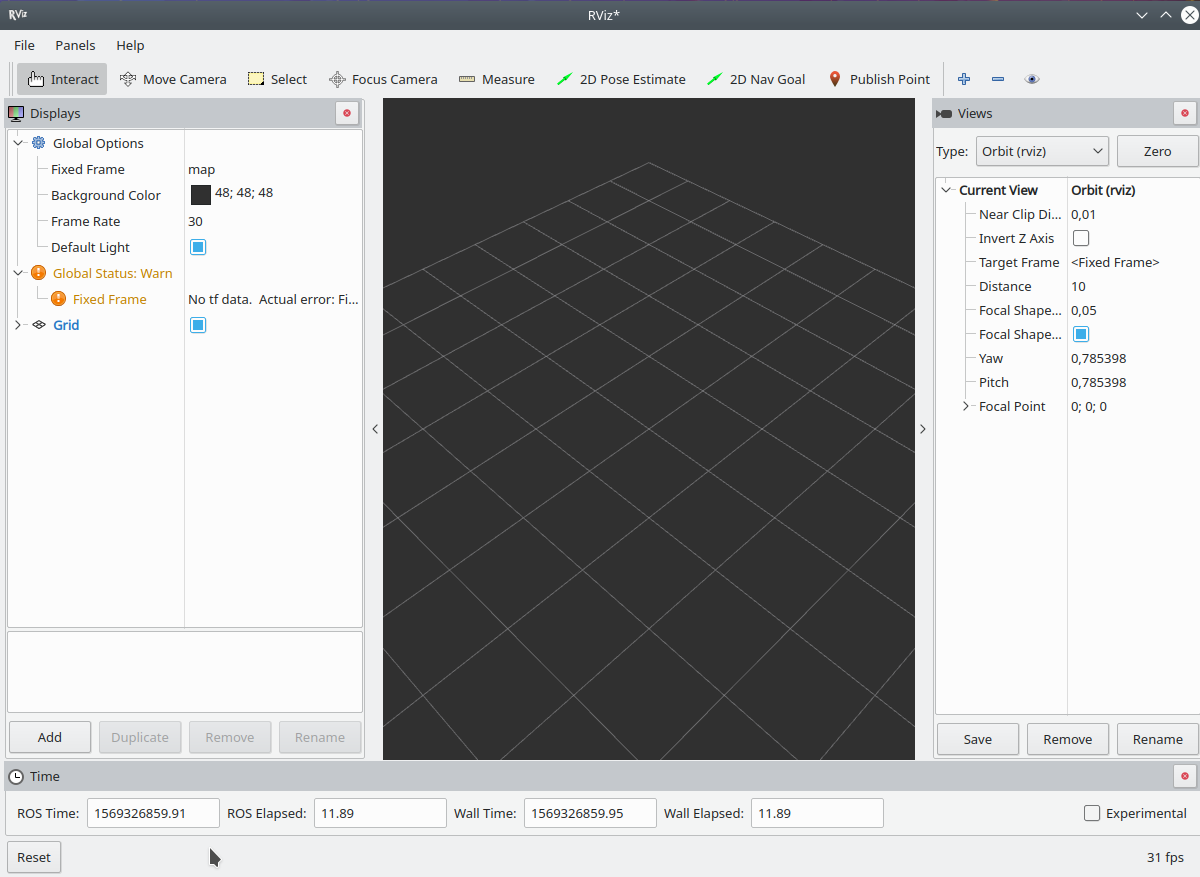 RViz RViz*
File Panels Help
Interact Move Camera Select Focus Camera Measure 2D Pose Estimate 2D Nav Goal Publish Point
Displays
Global Options
Fixed Frame map
Background Color 48; 48; 48
Frame Rate 30
Default Light
Global Status: Warn
Fixed Frame No tf data.  Actual error: Fi...
Grid
Add Duplicate Remove Rename
Views
Type: Orbit (rviz) Zero
Current View Orbit (rviz)
Near Clip Di... 0,01
Invert Z Axis
Target Frame <Fixed Frame>
Distance 10
Focal Shape... 0,05
Focal Shape...
Yaw 0,785398
Pitch 0,785398
Focal Point 0; 0; 0
Save Remove Rename
Time
ROS Time: 1569326859.91 ROS Elapsed: 11.89 Wall Time: 1569326859.95 Wall Elapsed: 11.89 Experimental
Reset 31 fps